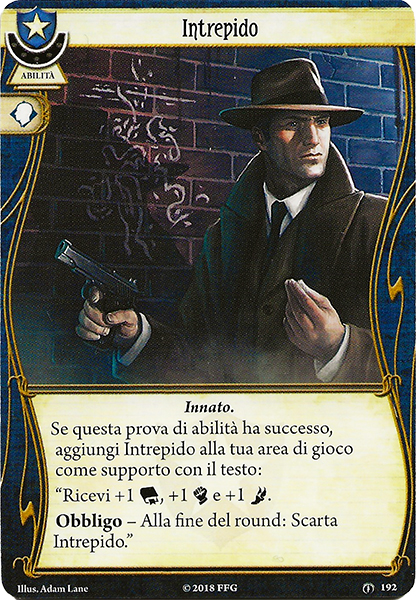 Intrepido
ABILITÀ
Innato.
Se questa prova di abilità ha successo,
aggiungi Intrepido alla tua area di gioco
come supporto con il testo:
“Ricevi +1 , +1 e +1 .
Obbligo – Alla fine del round: Scarta
Intrepido.”
Illus. Adam Lane © 2018 FFG 192